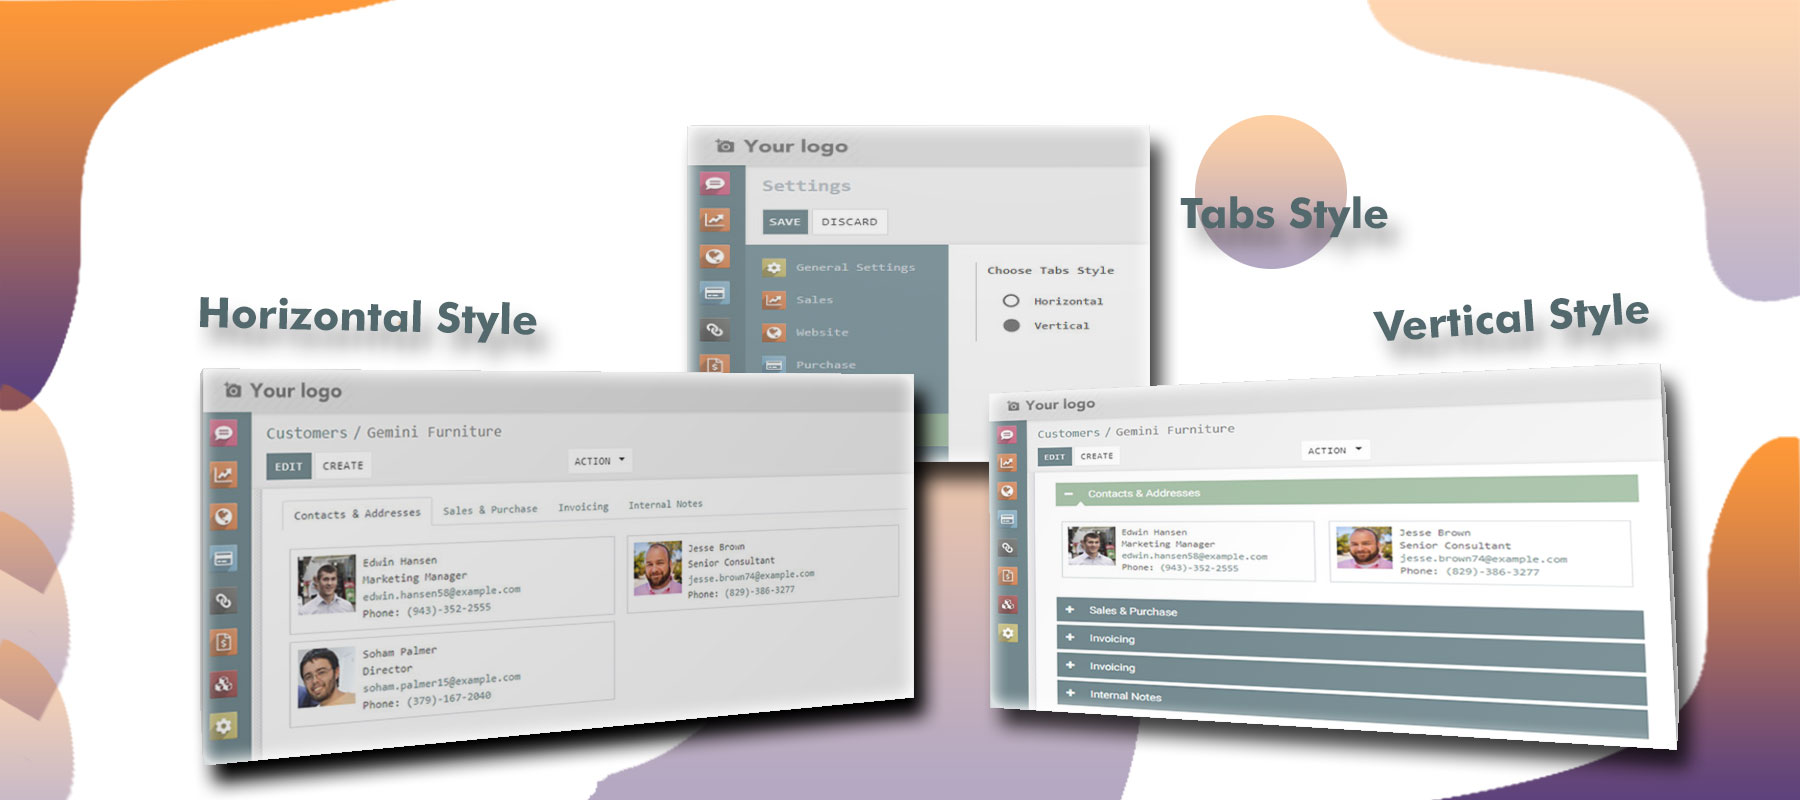 Your logo
Settings
SAVE DISCARD
General Settings
Sales
Website
Purchase
Choose Tabs Style
Horizontal
Vertical
Tabs Style
Horizontal Style
Your logo
Customers / Gemini Furniture
EDIT CREATE ACTION
Contacts & Addresses Sales & Purchase Invoicing Internal Notes
Edwin Hansen
Marketing Manager
edwin.hansen58@example.com
Phone: (943)-352-2555
Jesse Brown
Senior Consultant
jesse.brown74@example.com
Phone: (829)-386-3277
Soham Palmer
Director
soham.palmer15@example.com
Phone: (379)-167-2040
Vertical Style
Your logo
Customers / Gemini Furniture
EDIT CREATE ACTION
Contacts & Addresses
Edwin Hansen
Marketing Manager
edwin.hansen58@example.com
Phone: (943)-352-2555
Jesse Brown
Senior Consultant
jesse.brown74@example.com
Phone: (829)-386-3277
Sales & Purchase
Invoicing
Invoicing
Internal Notes